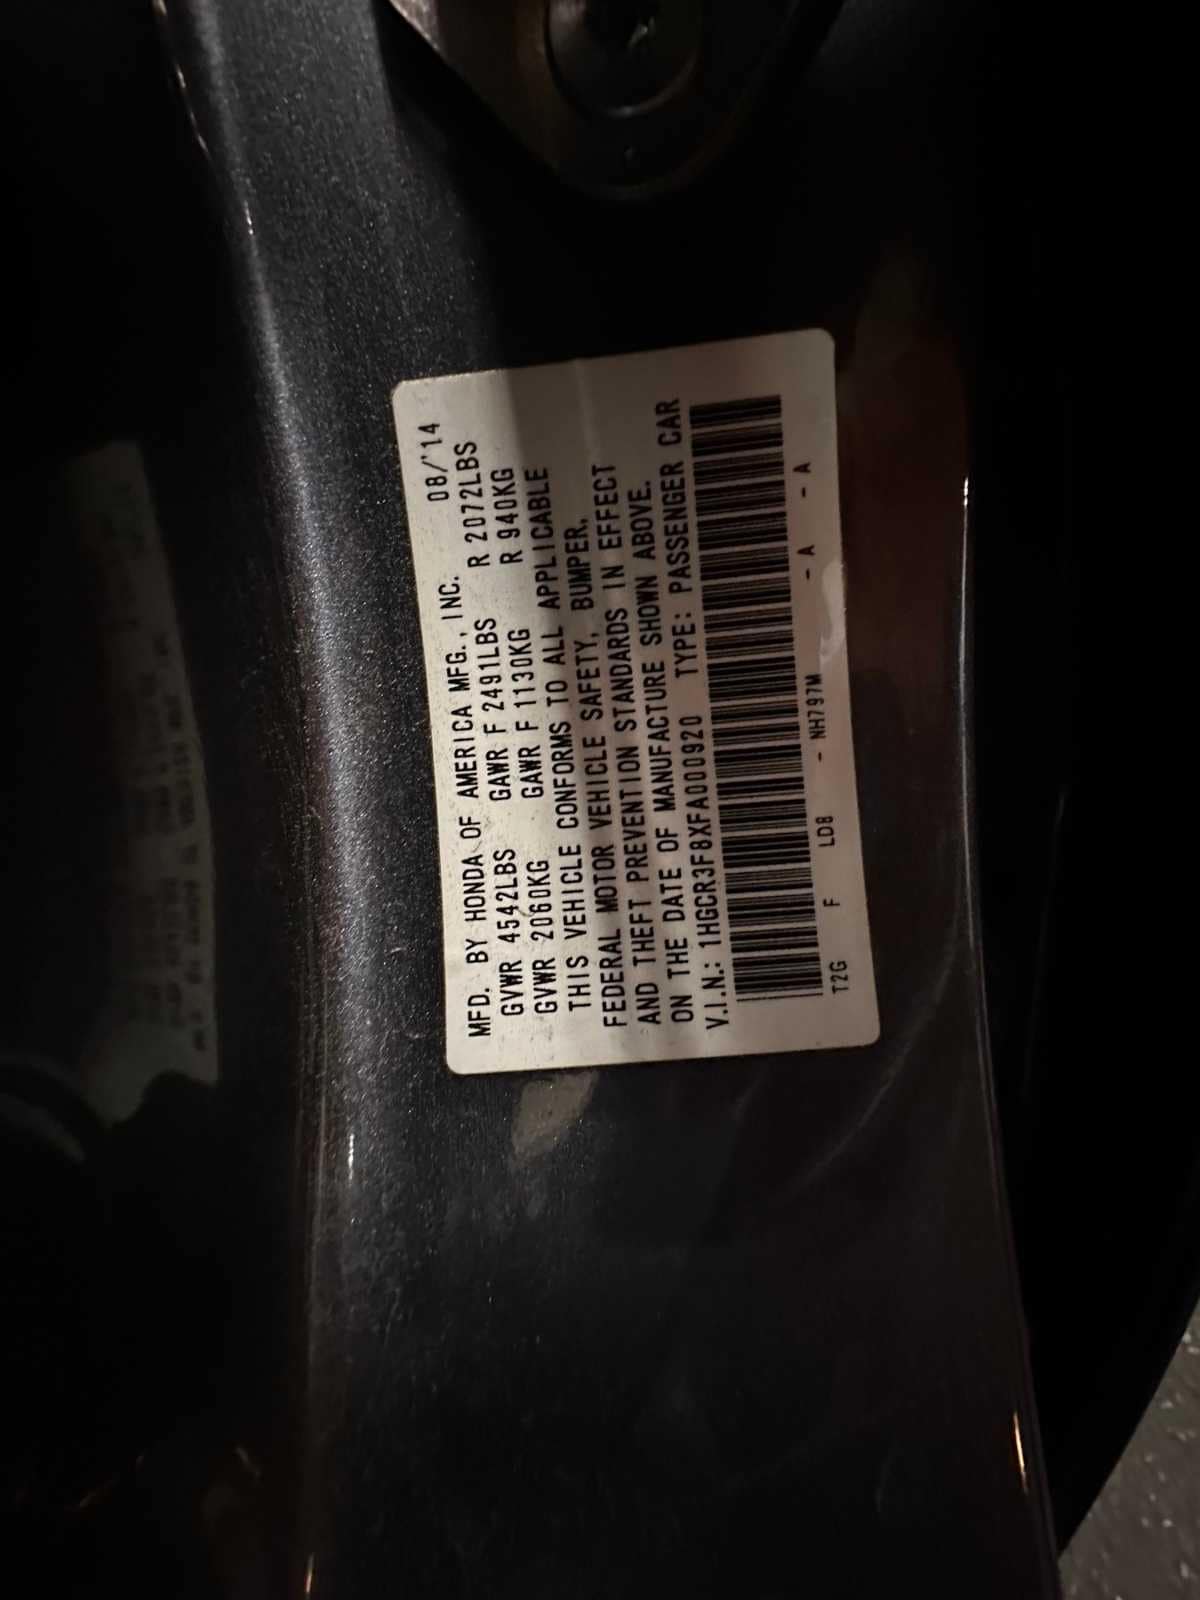 MFD. BY HONDA OF AMERICA MFG., INC. 08/'14
GVWR 4542LBS GAWR F 2491LBS R 2072LBS
GVWR 2060KG GAWR F 1130KG R 940KG
THIS VEHICLE CONFORMS TO ALL APPLICABLE
FEDERAL MOTOR VEHICLE SAFETY, BUMPER,
AND THEFT PREVENTION STANDARDS IN EFFECT
ON THE DATE OF MANUFACTURE SHOWN ABOVE.
V.I.N.: 1HGCR3F8XFA000920 TYPE: PASSENGER CAR
T2G F LD8 - NH797M - A - A